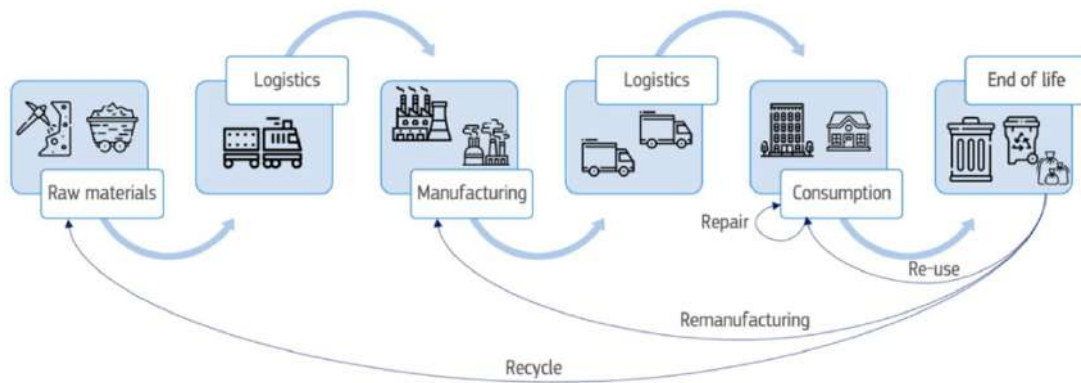 Logistics
Logistics
End of life
Raw materials
Manufacturing
Consumption
Repair
Re-use
Remanufacturing
Recycle